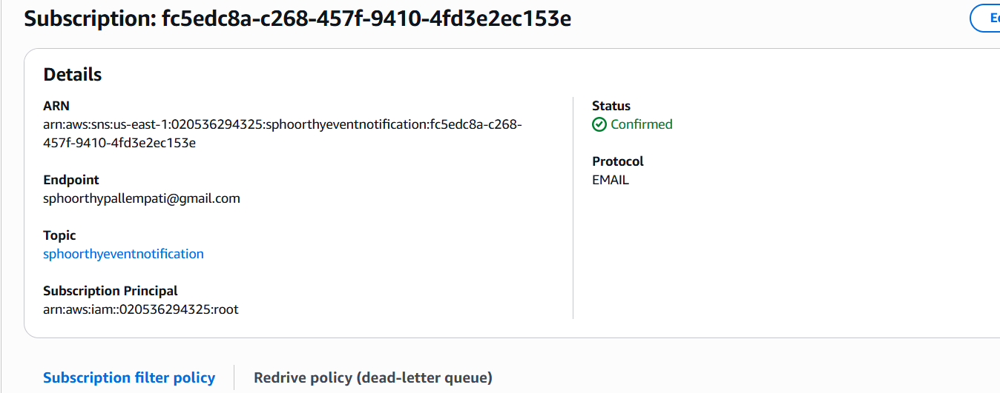 Subscription: fc5edc8a-c268-457f-9410-4fd3e2ec153e
Details
ARN
arn:aws:sns:us-east-1:020536294325:sphoorthyeventnotification:fc5edc8a-c268-
457f-9410-4fd3e2ec153e
Endpoint
sphoorthypallempati@gmail.com
Topic
sphoorthyeventnotification
Subscription Principal
arn:aws:iam::020536294325:root
Status
Confirmed
Protocol
EMAIL
Subscription filter policy
Redrive policy (dead-letter queue)